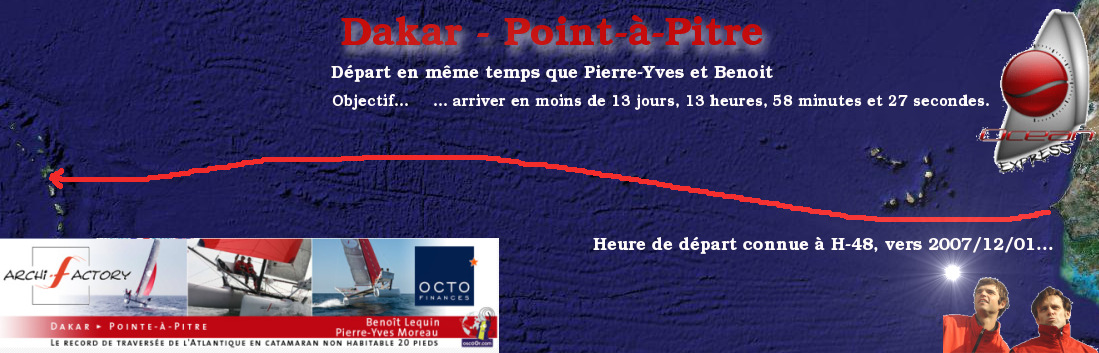 Dakar - Point-à-Pitre
Départ en même temps que Pierre-Yves et Benoit
Objectif... ... arriver en moins de 13 jours, 13 heures, 58 minutes et 27 secondes.
Ocean
EXPRESS
Heure de départ connue à H-48, vers 2007/12/01...
ARCHI FACTORY
OCTO
FINANCES
DAKAR ► POINTE-À-PITRE
Benoît Lequin
Pierre-Yves Moreau
LE RECORD DE TRAVERSÉE DE L'ATLANTIQUE EN CATAMARAN NON HABITABLE 20 PIEDS